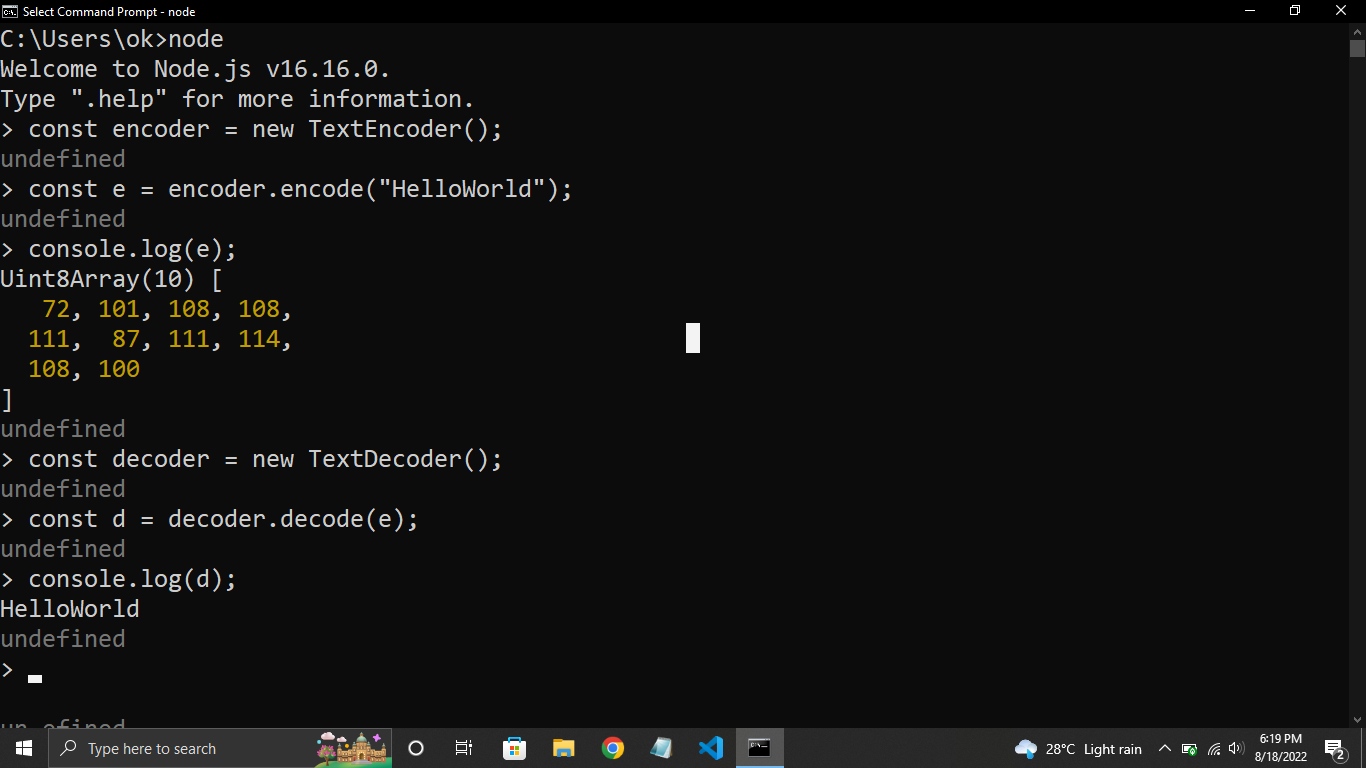 Select Command Prompt - node
C:\Users\ok>node
Welcome to Node.js v16.16.0.
Type ".help" for more information.
> const encoder = new TextEncoder();
undefined
> const e = encoder.encode("HelloWorld");
undefined
> console.log(e);
Uint8Array(10) [
   72, 101, 108, 108,
  111,  87, 111, 114,
  108, 100
]
undefined
> const decoder = new TextDecoder();
undefined
> const d = decoder.decode(e);
undefined
> console.log(d);
HelloWorld
undefined
>
Type here to search
28°C Light rain
6:19 PM
8/18/2022
2